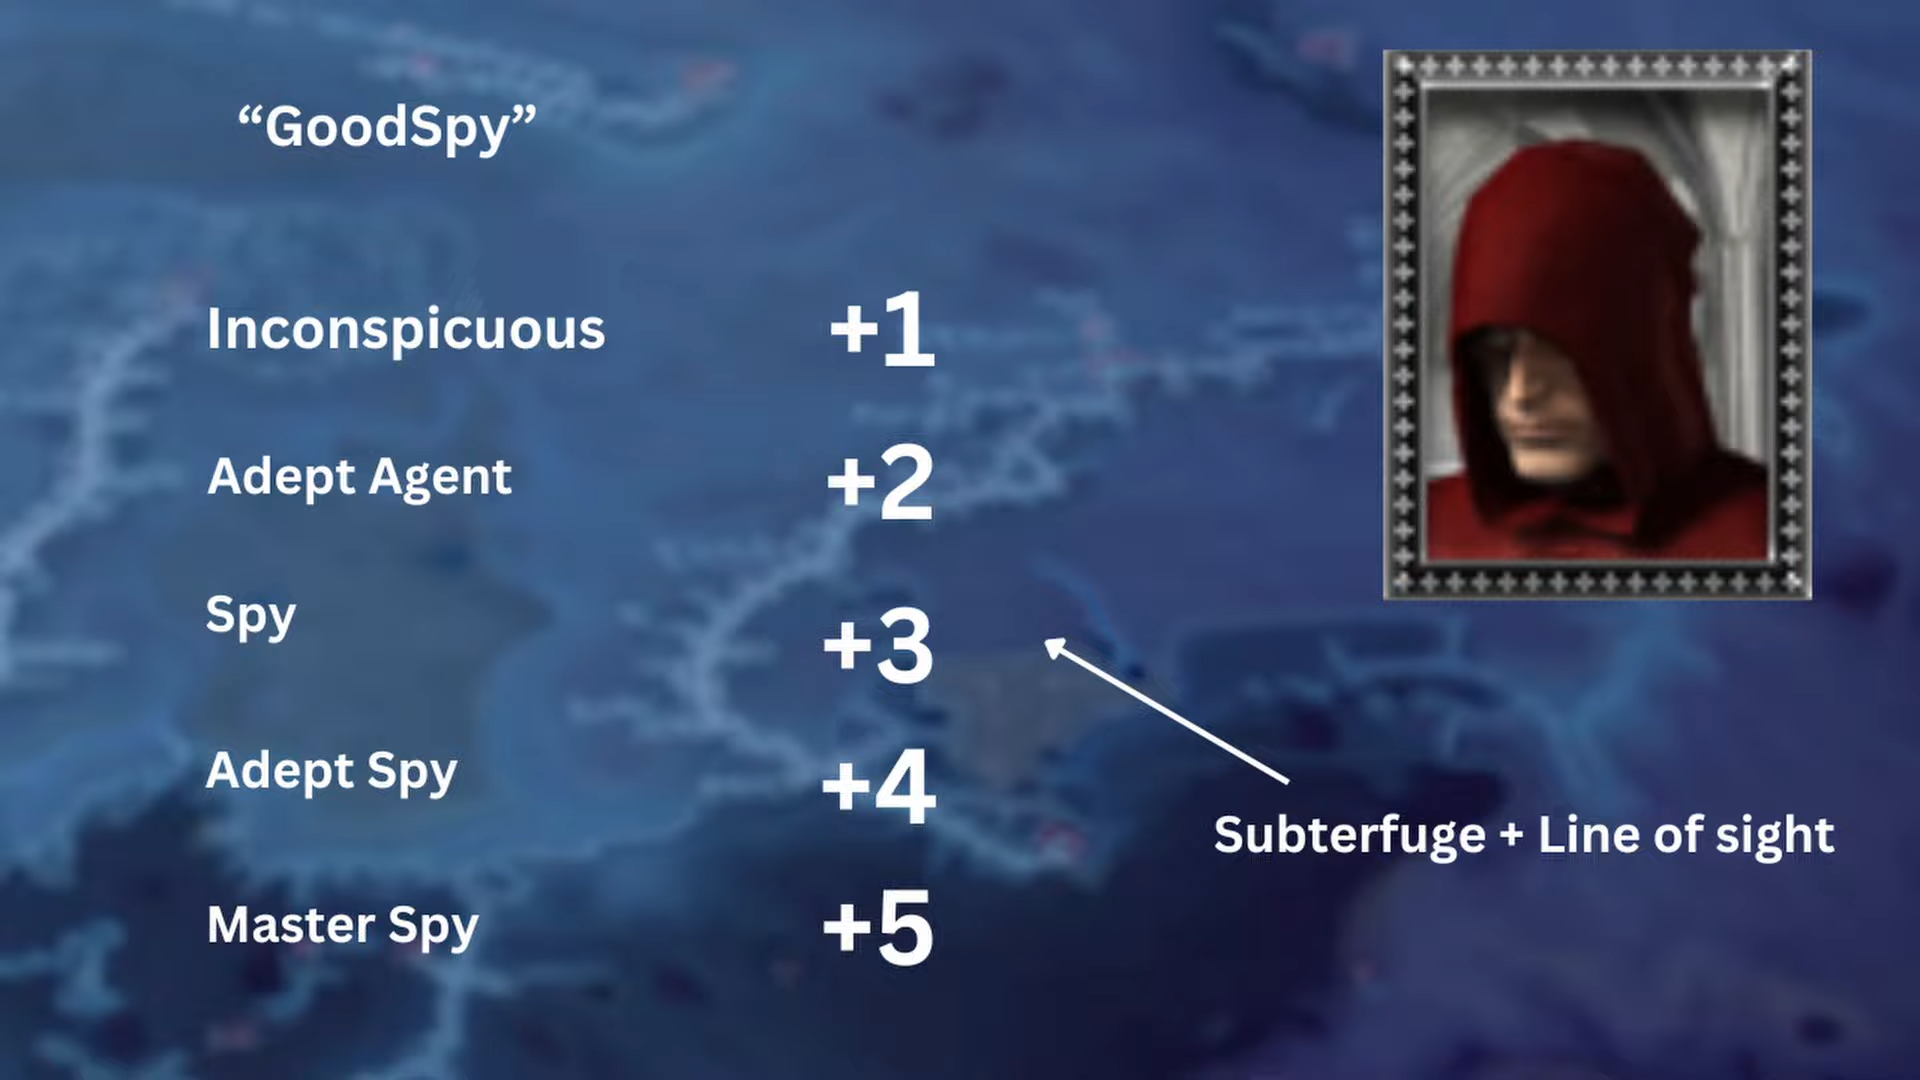 “GoodSpy”
Inconspicuous +1
Adept Agent +2
Spy +3
Adept Spy +4
Subterfuge + Line of sight
Master Spy +5